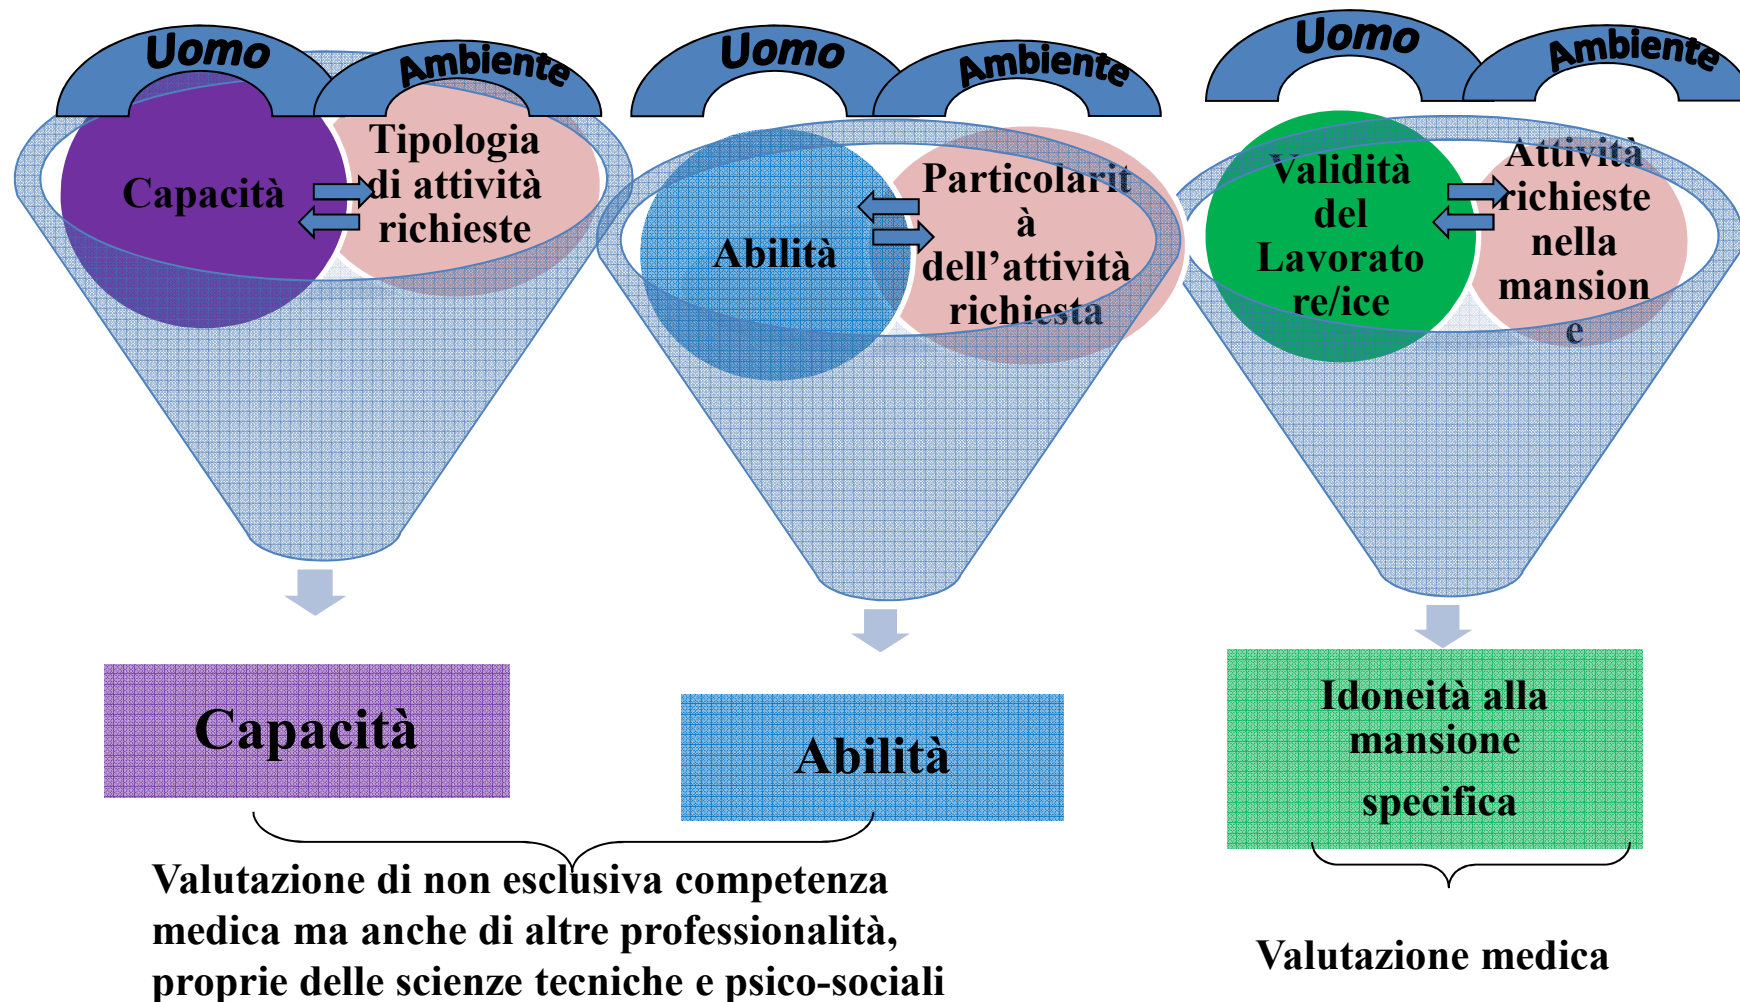 Uomo
Ambiente
Capacità
Tipologia
di attività
richieste
Capacità
Uomo
Ambiente
Abilità
Particolarit
à
dell’attività
richiesta
Abilità
Valutazione di non esclusiva competenza
medica ma anche di altre professionalità,
proprie delle scienze tecniche e psico-sociali
Uomo
Ambiente
Validità
del
Lavorato
re/ice
Attività
richieste
nella
mansion
e
Idoneità alla
mansione
specifica
Valutazione medica